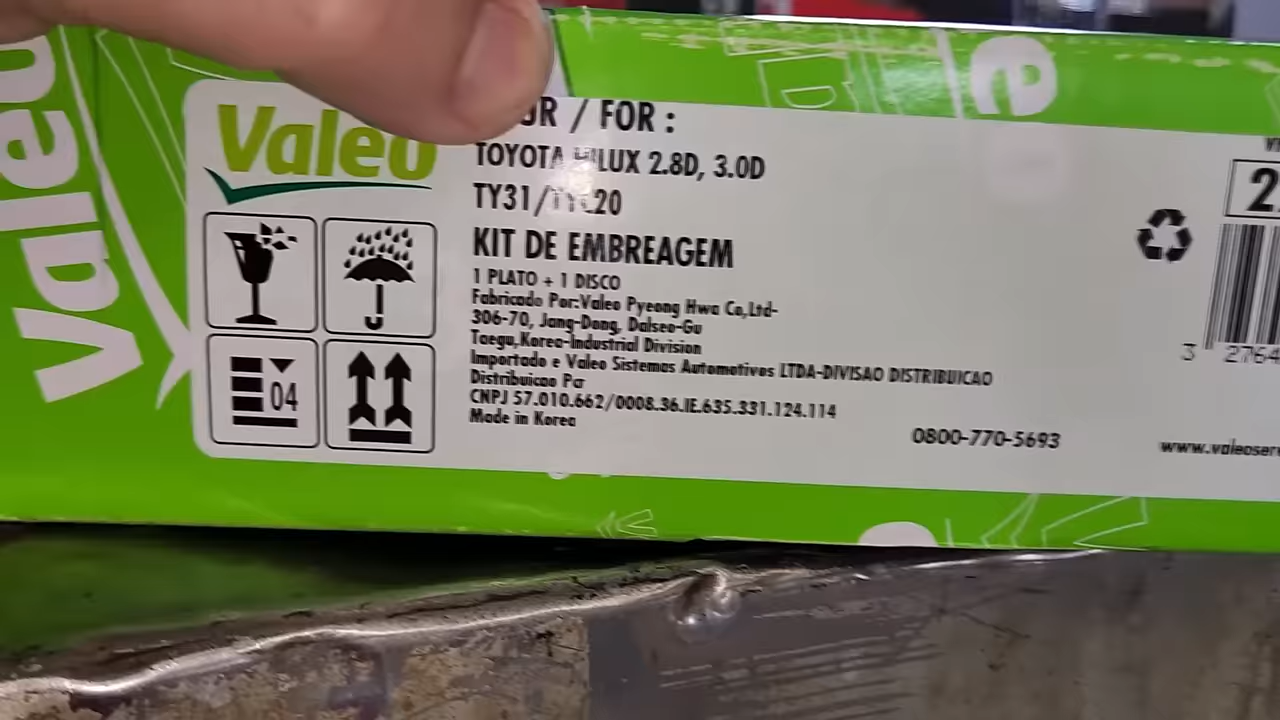 Valeo
Valeo
/ FOR :
TOYOTA HILUX 2.8D, 3.0D
TY31/
KIT DE EMBREAGEM
1 PLATO + 1 DISCO
Fabricado Por:Valeo Pyeong Hwa Co,Ltd-
306-70, Jang-Dong, Dalseo-Gu
Taegu,Korea-Industrial Division
Importado e Valeo Sistemas Automotivos LTDA-DIVISAO DISTRIBUICAO
Distribuicao Por
CNPJ 57.010.662/0008.36.IE.635.331.124.114
Made in Korea
0800-770-5693
04